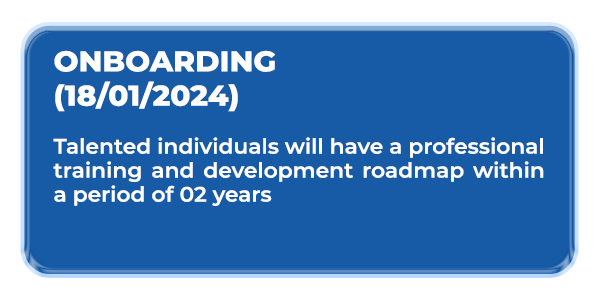 ONBOARDING
(18/01/2024)
Talented individuals will have a professional
training and development roadmap within
a period of 02 years